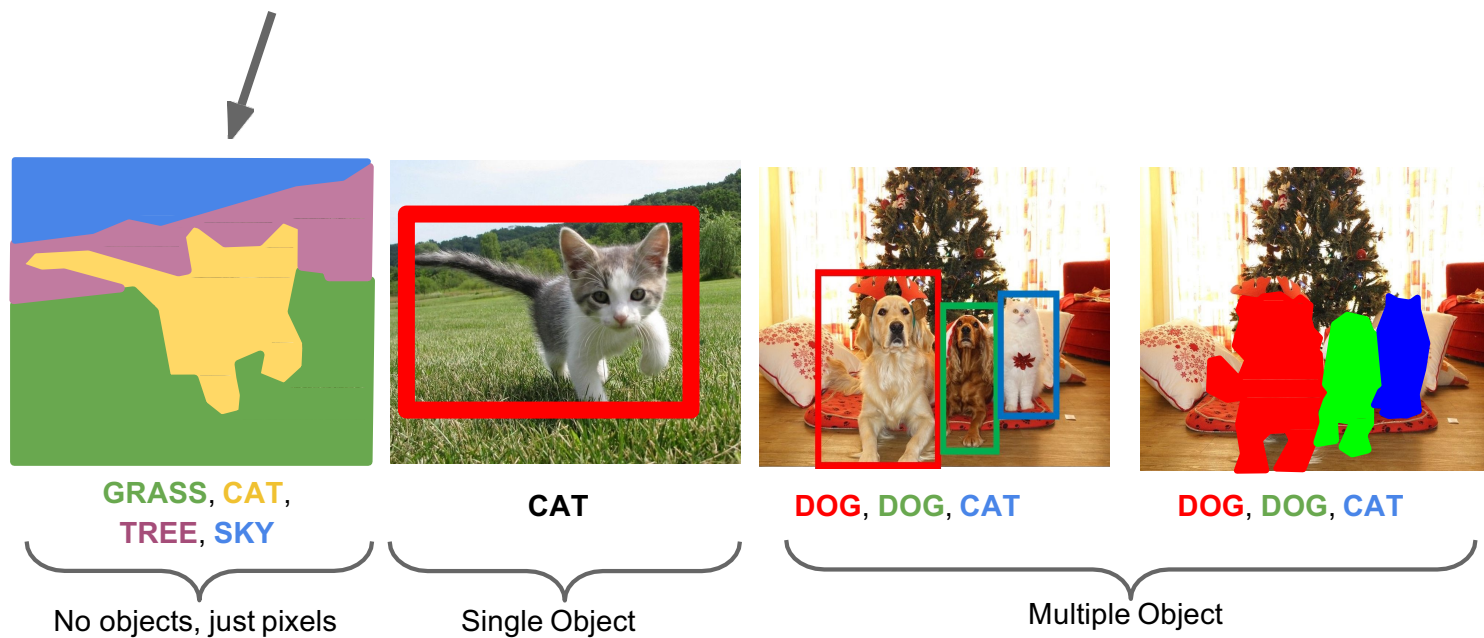 GRASS, CAT,
TREE, SKY
CAT
DOG, DOG, CAT
DOG, DOG, CAT
No objects, just pixels
Single Object
Multiple Object